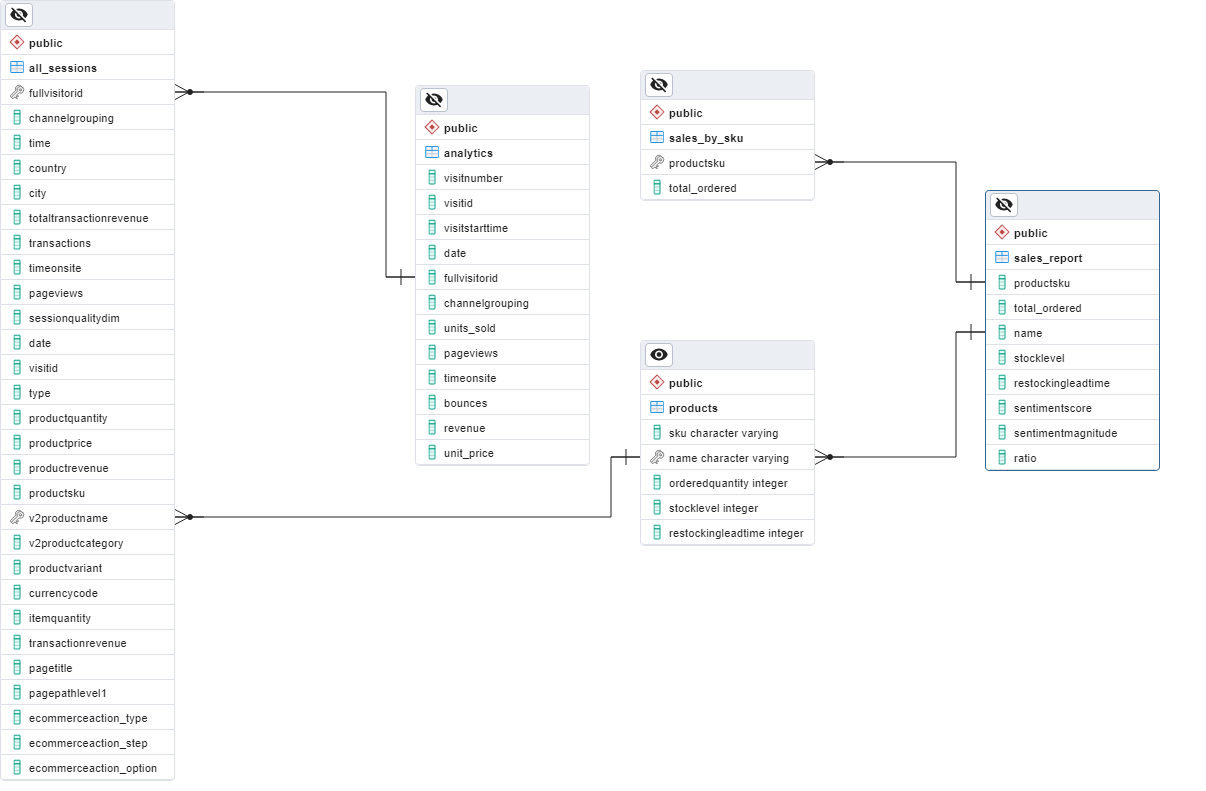 public
all_sessions
fullvisitorid
channelgrouping
time
country
city
totaltransactionrevenue
transactions
timeonsite
pageviews
sessionqualitydim
date
visitid
type
productquantity
productprice
productrevenue
productsku
v2productname
v2productcategory
productvariant
currencycode
itemquantity
transactionrevenue
pagetitle
pagepathlevel1
ecommerceaction_type
ecommerceaction_step
ecommerceaction_option
public
analytics
visitnumber
visitid
visitstarttime
date
fullvisitorid
channelgrouping
units_sold
pageviews
timeonsite
bounces
revenue
unit_price
public
sales_by_sku
productsku
total_ordered
public
products
sku character varying
name character varying
orderedquantity integer
stocklevel integer
restockingleadtime integer
public
sales_report
productsku
total_ordered
name
stocklevel
restockingleadtime
sentimentscore
sentimentmagnitude
ratio